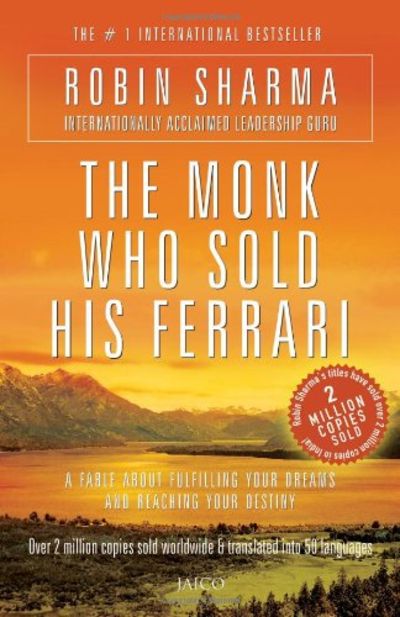 THE # 1 INTERNATIONAL BESTSELLER
ROBIN SHARMA
INTERNATIONALLY ACCLAIMED LEADERSHIP GURU
THE MONK
WHO SOLD
HIS FERRARI
Robin Sharma's titles have sold over
2 million copies in India!
2
MILLION
COPIES
SOLD
A FABLE ABOUT FULFILLING YOUR DREAMS
AND REACHING YOUR DESTINY
Over 2 million copies sold worldwide & translated into 50 languages
JAICO